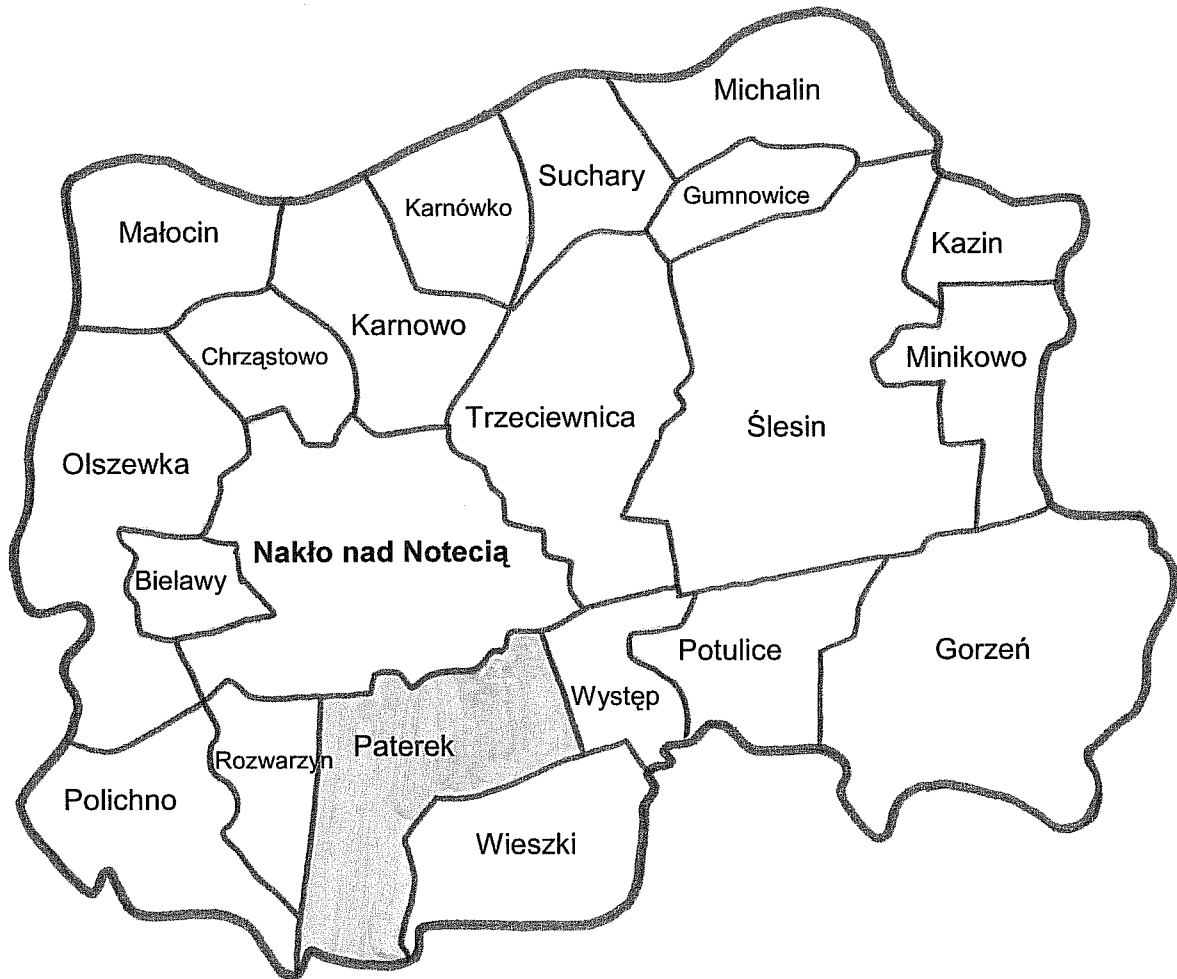 Michalin
Suchary
Gumnowice
Karnówko
Małocin
Kazin
Karnowo
Chrząstowo
Minikowo
Trzeciewnica
Ślesin
Olszewka
Nakło nad Notecią
Bielawy
Potulice
Gorzeń
Występ
Paterek
Rozwarzyn
Polichno
Wieszki